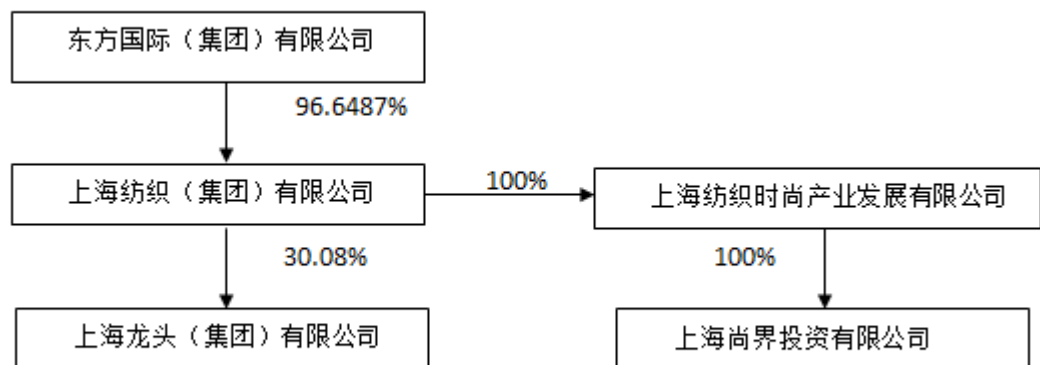 东方国际（集团）有限公司
96.6487%
上海纺织（集团）有限公司
100%
上海纺织时尚产业发展有限公司
30.08%
100%
上海龙头（集团）有限公司
上海尚界投资有限公司